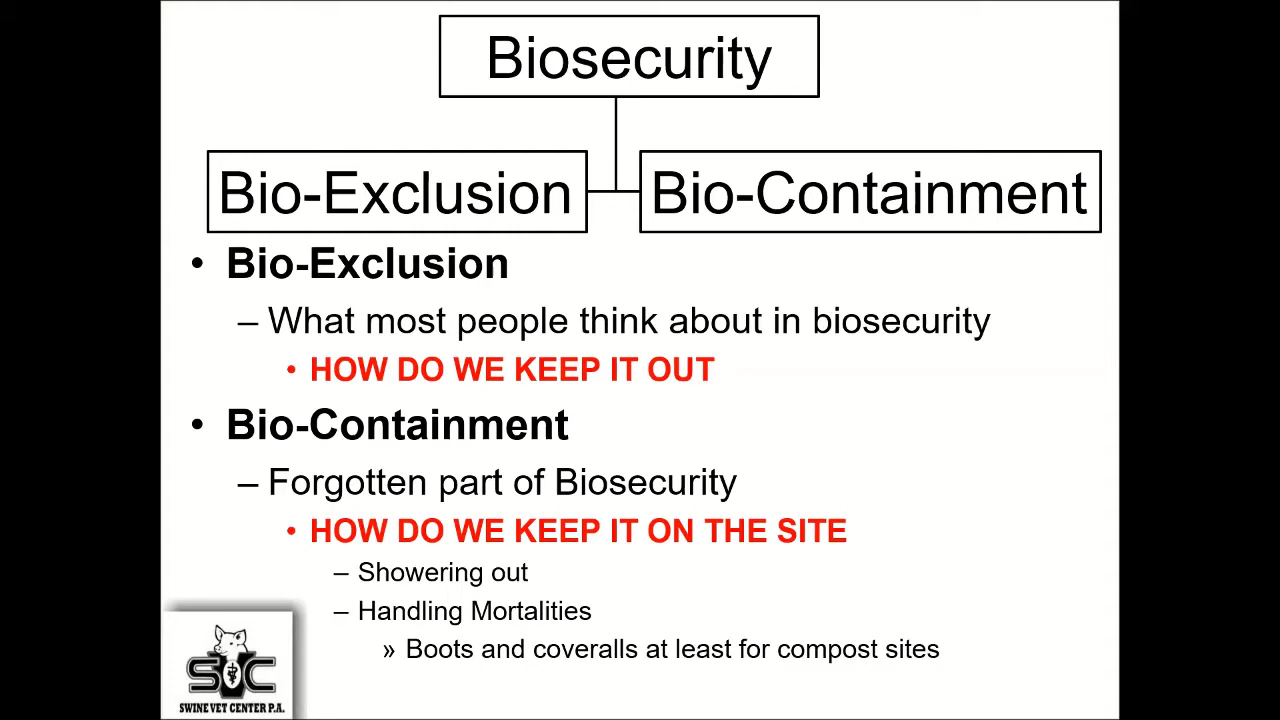 Biosecurity
Bio-Exclusion
Bio-Containment
• Bio-Exclusion
– What most people think about in biosecurity
• HOW DO WE KEEP IT OUT
• Bio-Containment
– Forgotten part of Biosecurity
• HOW DO WE KEEP IT ON THE SITE
– Showering out
– Handling Mortalities
» Boots and coveralls at least for compost sites
SVC
SWINE VET CENTER P.A.